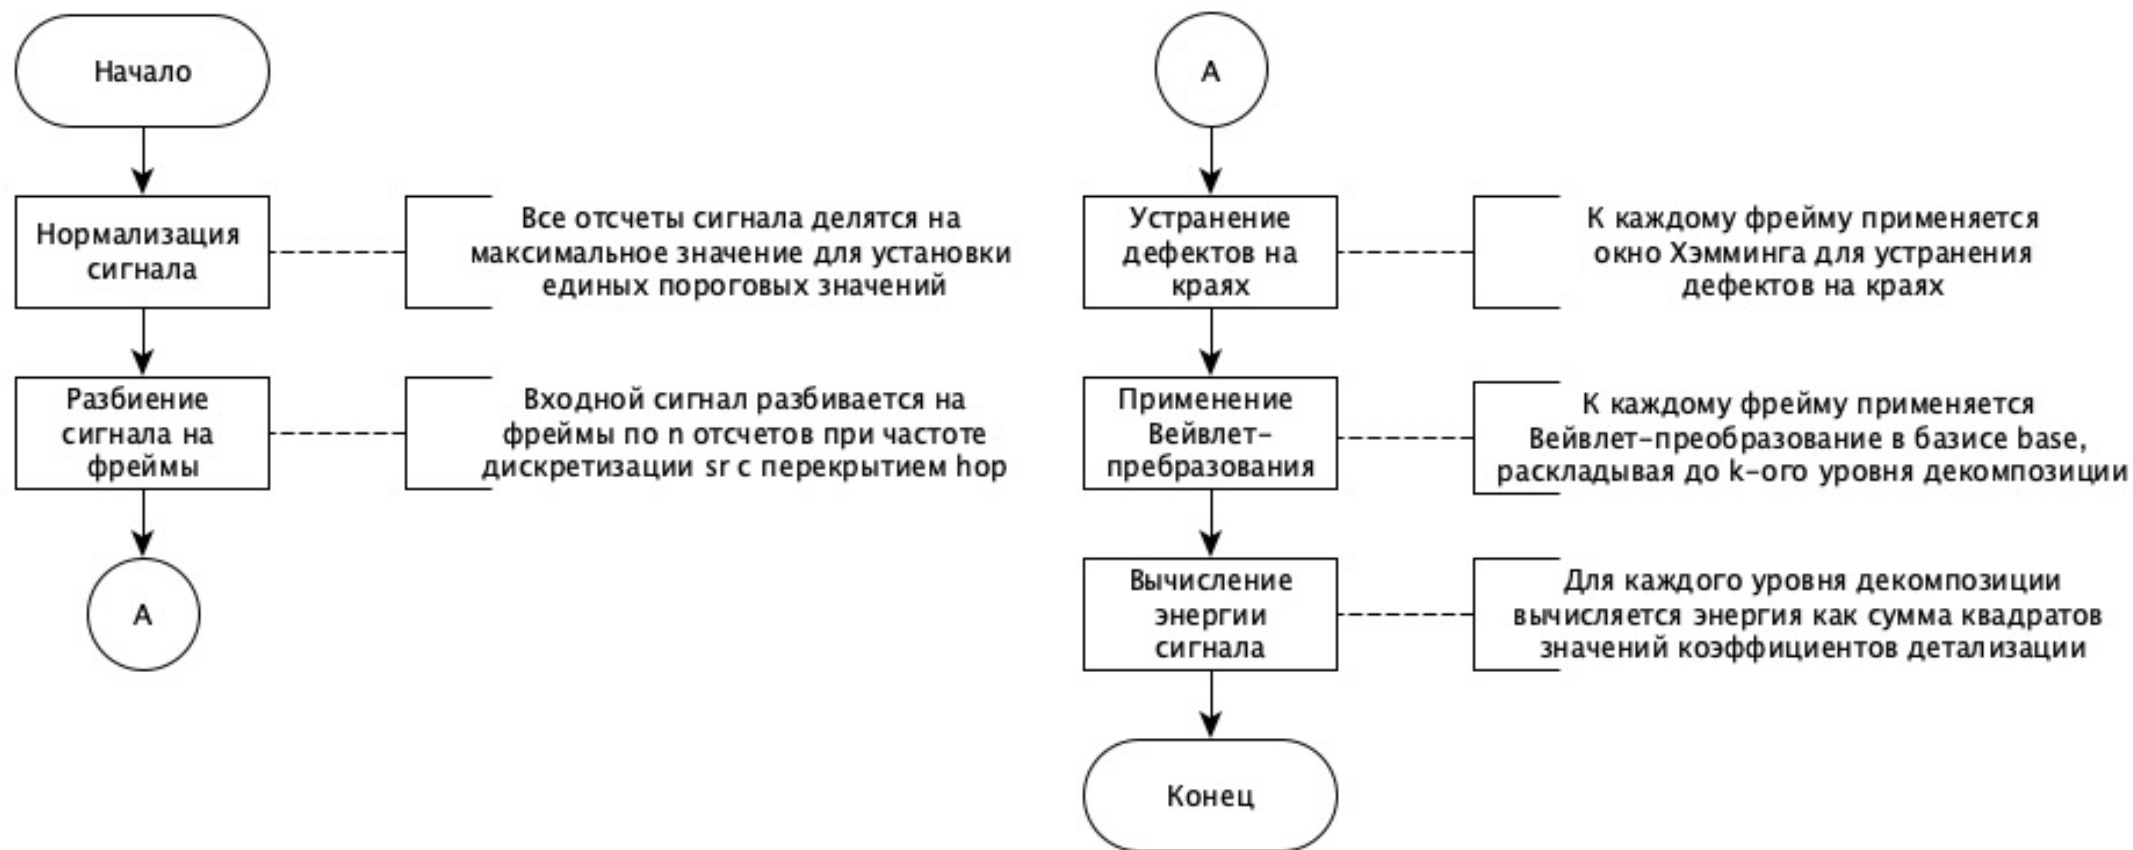 Начало
Нормализация
сигнала
Все отсчеты сигнала делятся на
максимальное значение для установки
единых пороговых значений
Разбиение
сигнала на
фреймы
Входной сигнал разбивается на
фреймы по n отсчетов при частоте
дискретизации sr с перекрытием hop
А
А
Устранение
дефектов на
краях
К каждому фрейму применяется
окно Хэмминга для устранения
дефектов на краях
Применение
Вейвлет-
пребразования
К каждому фрейму применяется
Вейвлет-преобразование в базисе base,
раскладывая до k-ого уровня декомпозиции
Вычисление
энергии
сигнала
Для каждого уровня декомпозиции
вычисляется энергия как сумма квадратов
значений коэффициентов детализации
Конец